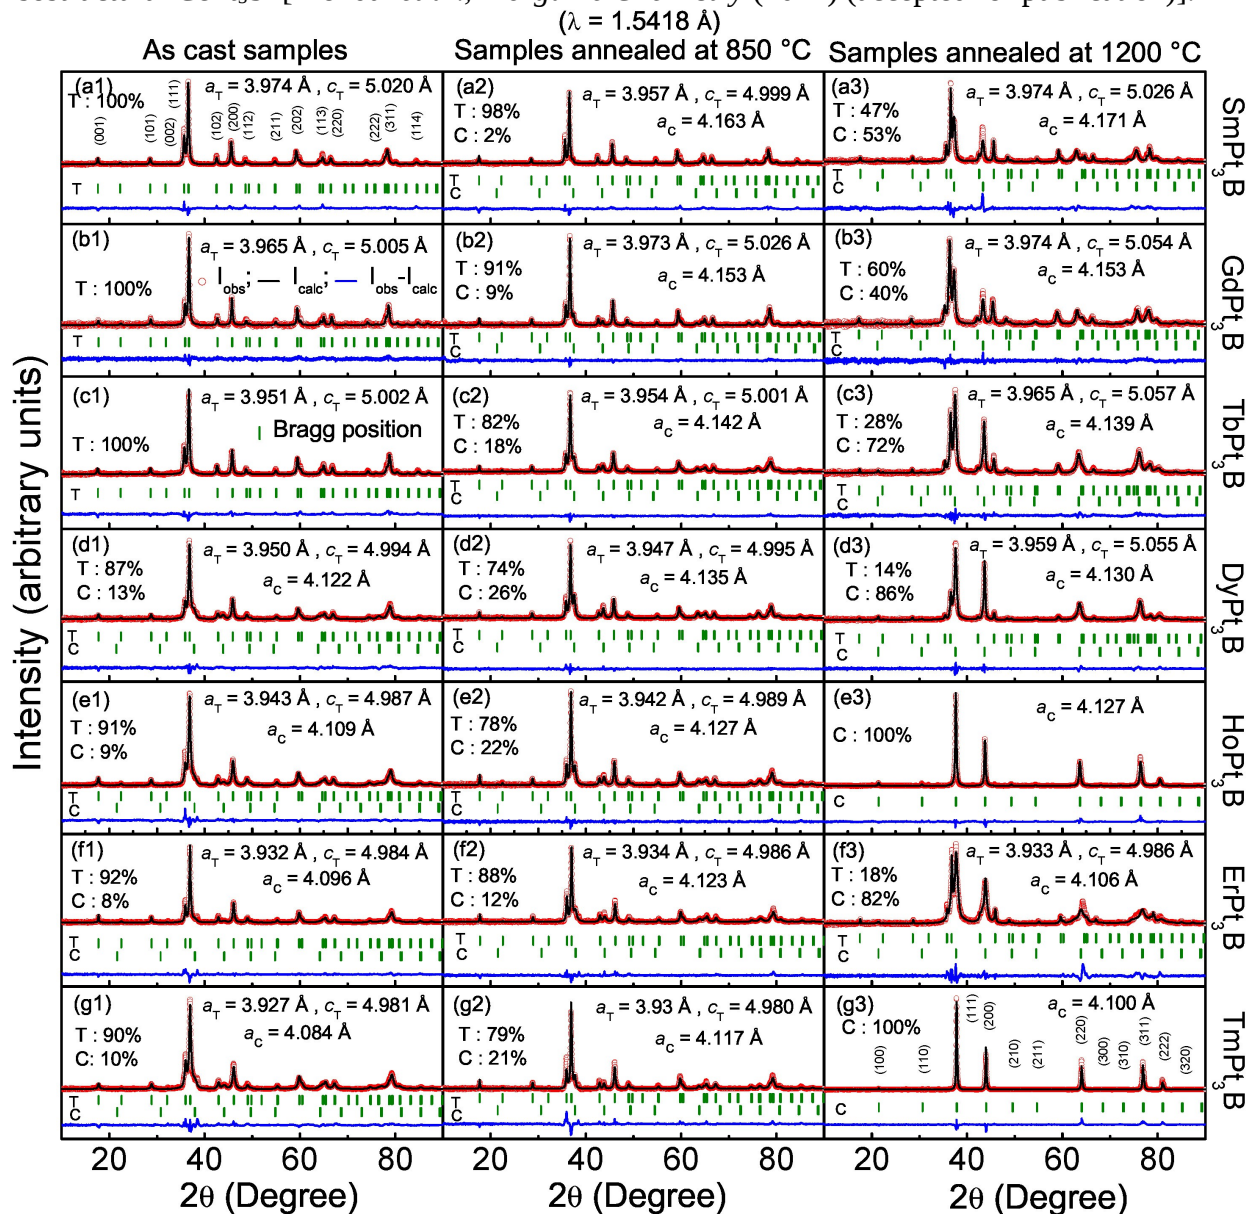 (λ = 1.5418 Å)
As cast samples
Samples annealed at 850 °C
Samples annealed at 1200 °C
Intensity (arbitrary units)
(a1)
T : 100%
a_T = 3.974 Å , c_T = 5.020 Å
(001) (101) (002) (111) (102) (200) (112) (211) (202) (113) (220) (222) (311) (114)
T
(a2)
T : 98%
C : 2%
a_T = 3.957 Å , c_T = 4.999 Å
a_C = 4.163 Å
T
C
(a3)
T : 47%
C : 53%
a_T = 3.974 Å , c_T = 5.026 Å
a_C = 4.171 Å
T
C
SmPt3B
(b1)
a_T = 3.965 Å , c_T = 5.005 Å
I_obs; I_calc; I_obs-I_calc
T : 100%
T
(b2)
T : 91%
C : 9%
a_T = 3.973 Å , c_T = 5.026 Å
a_C = 4.153 Å
T
C
(b3)
T : 60%
C : 40%
a_T = 3.974 Å , c_T = 5.054 Å
a_C = 4.153 Å
T
C
GdPt3B
(c1)
a_T = 3.951 Å , c_T = 5.002 Å
T : 100%
Bragg position
T
(c2)
T : 82%
C : 18%
a_T = 3.954 Å , c_T = 5.001 Å
a_C = 4.142 Å
T
C
(c3)
T : 28%
C : 72%
a_T = 3.965 Å , c_T = 5.057 Å
a_C = 4.139 Å
T
C
TbPt3B
(d1)
T : 87%
C : 13%
a_T = 3.950 Å , c_T = 4.994 Å
a_C = 4.122 Å
T
C
(d2)
T : 74%
C : 26%
a_T = 3.947 Å , c_T = 4.995 Å
a_C = 4.135 Å
T
C
(d3)
T : 14%
C : 86%
a_T = 3.959 Å , c_T = 5.055 Å
a_C = 4.130 Å
T
C
DyPt3B
(e1)
T : 91%
C : 9%
a_T = 3.943 Å , c_T = 4.987 Å
a_C = 4.109 Å
T
C
(e2)
T : 78%
C : 22%
a_T = 3.942 Å , c_T = 4.989 Å
a_C = 4.127 Å
T
C
(e3)
C : 100%
a_C = 4.127 Å
C
HoPt3B
(f1)
T : 92%
C : 8%
a_T = 3.932 Å , c_T = 4.984 Å
a_C = 4.096 Å
T
C
(f2)
T : 88%
C : 12%
a_T = 3.934 Å , c_T = 4.986 Å
a_C = 4.123 Å
T
C
(f3)
T : 18%
C : 82%
a_T = 3.933 Å , c_T = 4.986 Å
a_C = 4.106 Å
T
C
ErPt3B
(g1)
T : 90%
C: 10%
a_T = 3.927 Å , c_T = 4.981 Å
a_C = 4.084 Å
T
C
(g2)
T : 79%
C : 21%
a_T = 3.93 Å , c_T = 4.980 Å
a_C = 4.117 Å
T
C
(g3)
C : 100%
a_C = 4.100 Å
(100) (110) (111) (200) (210) (211) (220) (300) (310) (311) (222) (320)
C
TmPt3B
20 40 60 80
20 40 60 80
20 40 60 80
2θ (Degree)
2θ (Degree)
2θ (Degree)